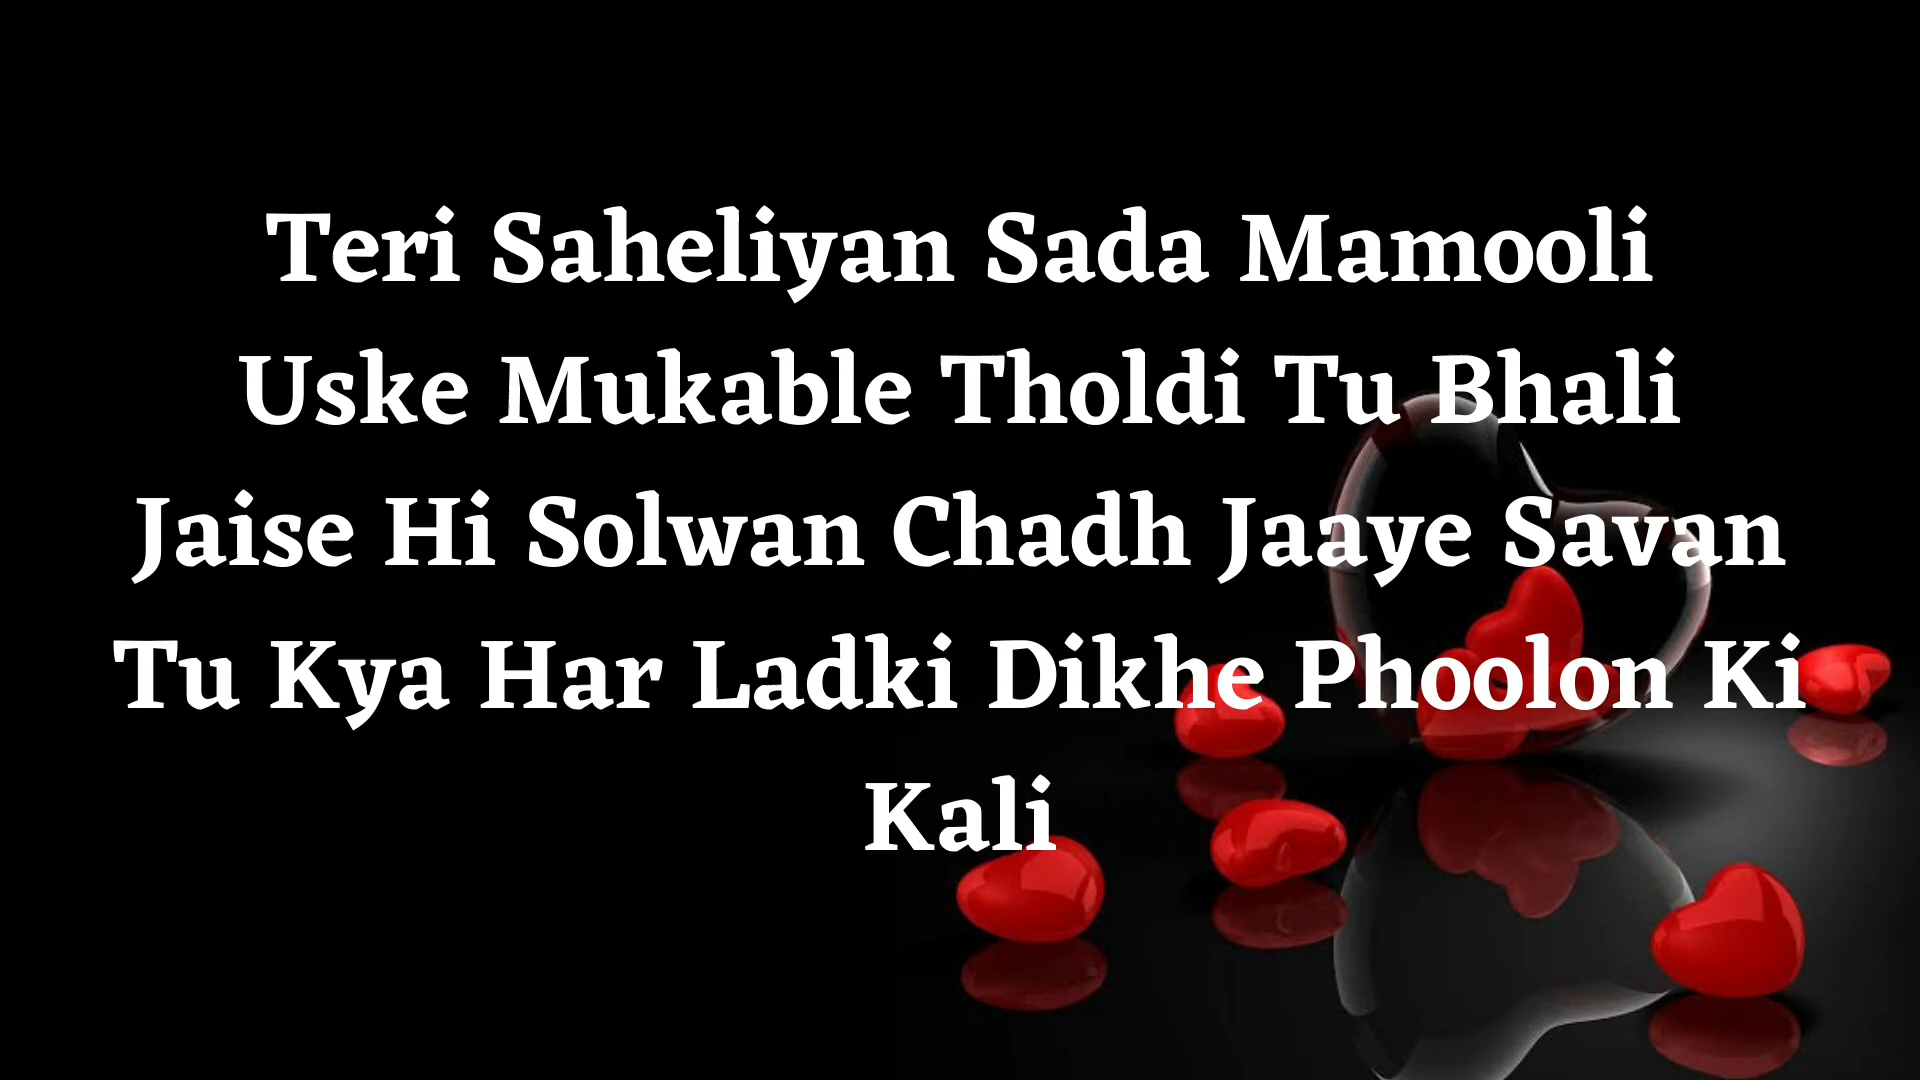 Teri Saheliyan Sada Mamooli
Uske Mukable Tholdi Tu Bhali
Jaise Hi Solwan Chadh Jaaye Savan
Tu Kya Har Ladki Dikhe Phoolon Ki
Kali